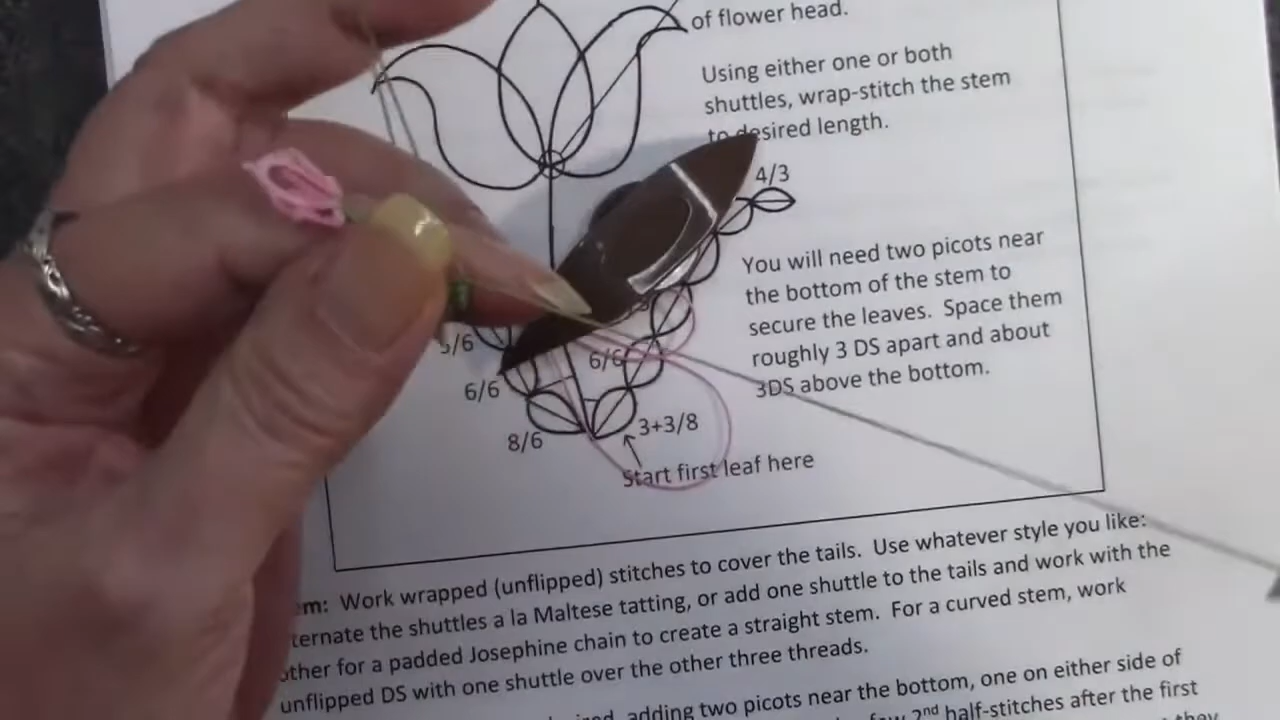 of flower head.
Using either one or both
shuttles, wrap-stitch the stem
to desired length.
4/3
You will need two picots near
the bottom of the stem to
secure the leaves. Space them
roughly 3 DS apart and about
3DS above the bottom.
5/6
6/6
6/6
8/6
3+3/8
Start first leaf here
Work wrapped (unflipped) stitches to cover the tails. Use whatever style you like:
the shuttles a la Maltese tatting, or add one shuttle to the tails and work with the
for a padded Josephine chain to create a straight stem. For a curved stem, work
unflipped DS with one shuttle over the other three threads.
adding two picots near the bottom, one on either side of
2nd half-stitches after the first
they